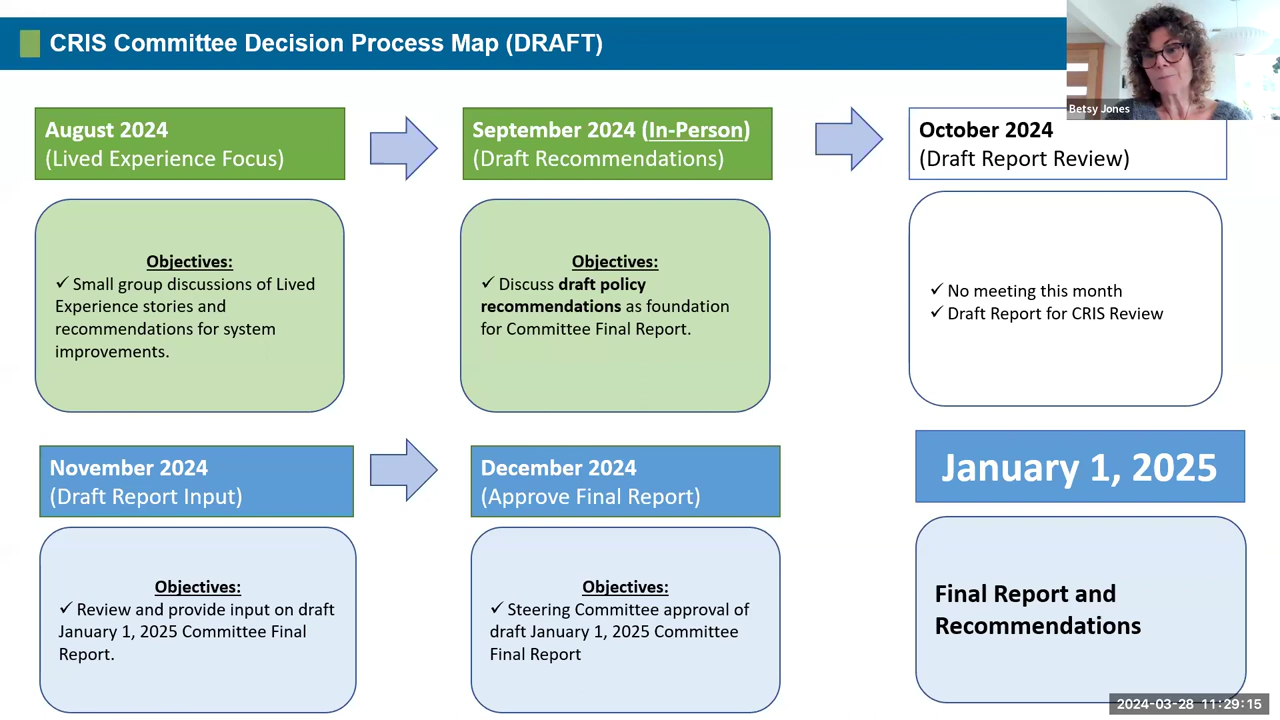 CRIS Committee Decision Process Map (DRAFT)
Betsy Jones
August 2024
(Lived Experience Focus)
September 2024 (In-Person)
(Draft Recommendations)
October 2024
(Draft Report Review)
Objectives:
✓ Small group discussions of Lived
Experience stories and
recommendations for system
improvements.
Objectives:
✓ Discuss draft policy
recommendations as foundation
for Committee Final Report.
✓ No meeting this month
✓ Draft Report for CRIS Review
November 2024
(Draft Report Input)
December 2024
(Approve Final Report)
January 1, 2025
Objectives:
✓ Review and provide input on draft
January 1, 2025 Committee Final
Report.
Objectives:
✓ Steering Committee approval of
draft January 1, 2025 Committee
Final Report
Final Report and
Recommendations
2024-03-28 11:29:15